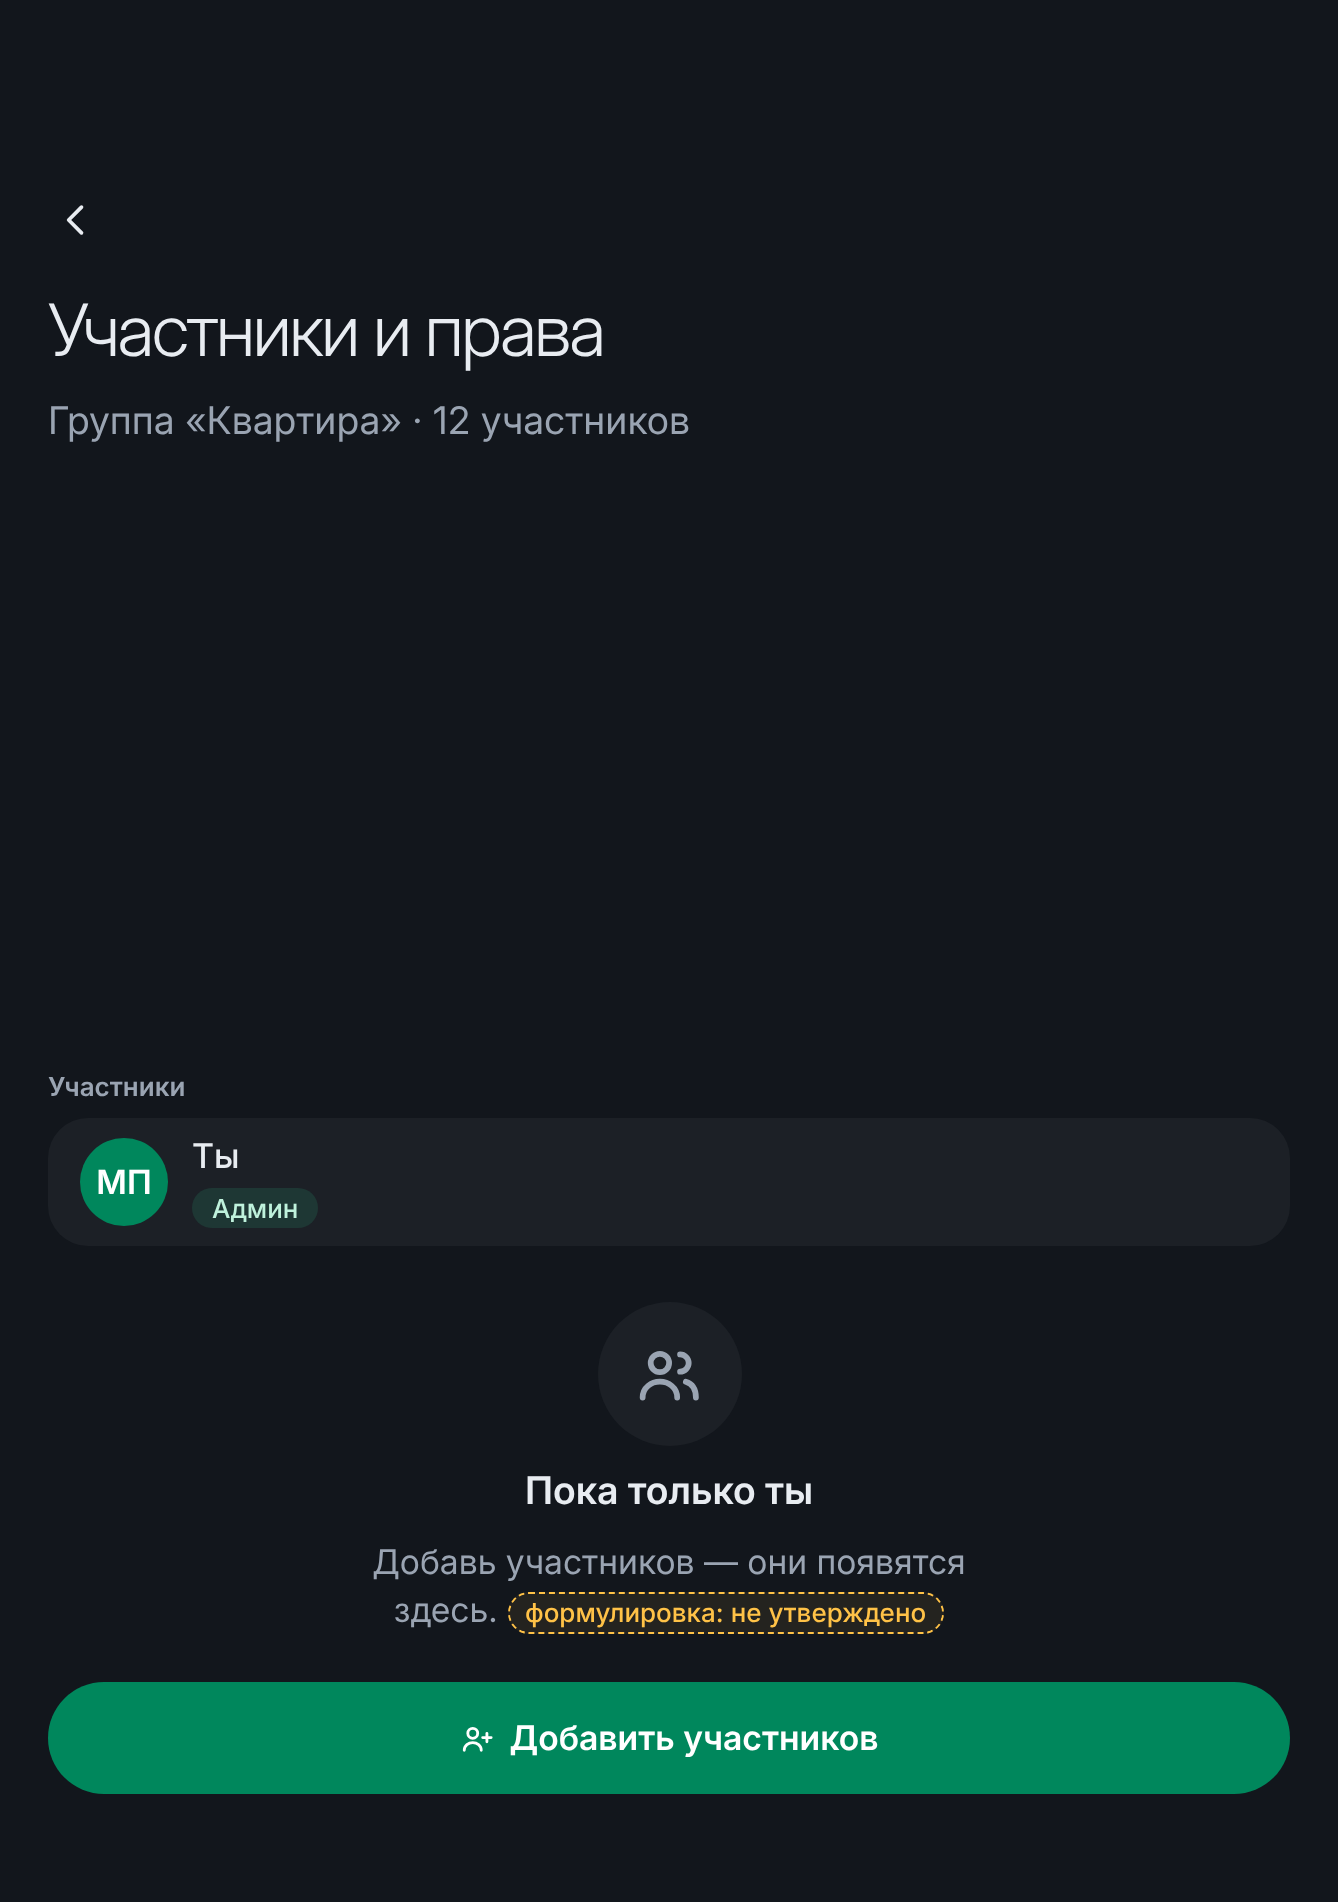 Участники и права
Группа «Квартира» · 12 участников
Участники
МП
Ты
Админ
Пока только ты
Добавь участников — они появятся
здесь. формулировка: не утверждено
Добавить участников